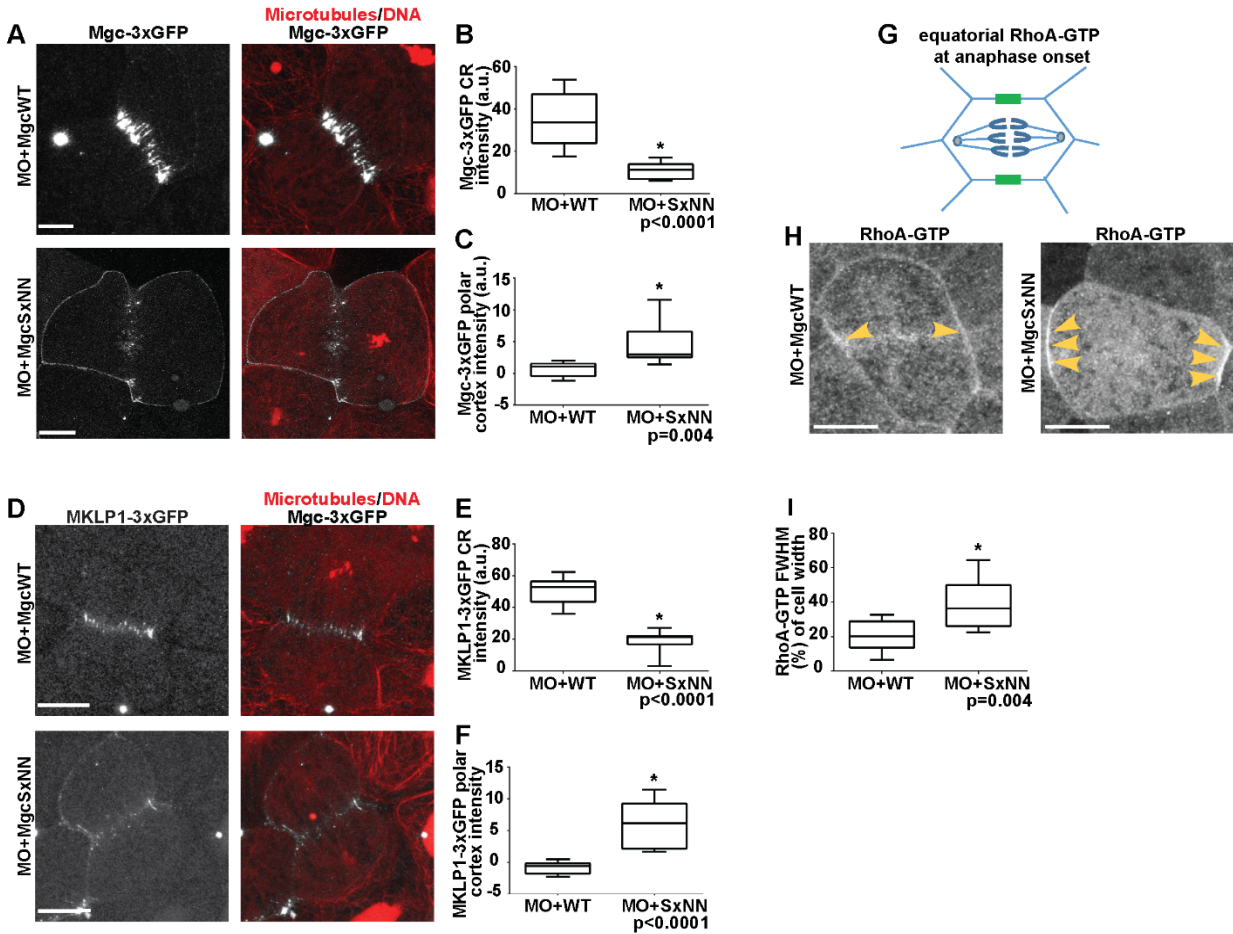 A
Mgc-3xGFP
Microtubules/DNA
Mgc-3xGFP
MO+MgcWT
MO+MgcSxNN
B
Mgc-3xGFP CR
intensity (a.u.)
60
40
20
0
*
MO+WT MO+SxNN
p<0.0001
C
Mgc-3xGFP polar
cortex intensity (a.u.)
15
10
5
0
-5
*
MO+WT MO+SxNN
p=0.004
D
MKLP1-3xGFP
Microtubules/DNA
Mgc-3xGFP
MO+MgcWT
MO+MgcSxNN
E
MKLP1-3xGFP CR
intensity (a.u.)
80
60
40
20
0
*
MO+WT MO+SxNN
p<0.0001
F
MKLP1-3xGFP polar
cortex intensity
15
10
5
0
-5
*
MO+WT MO+SxNN
p<0.0001
G
equatorial RhoA-GTP
at anaphase onset
H
RhoA-GTP
RhoA-GTP
MO+MgcWT
MO+MgcSxNN
I
RhoA-GTP FWHM
(%) of cell width
80
60
40
20
0
*
MO+WT MO+SxNN
p=0.004